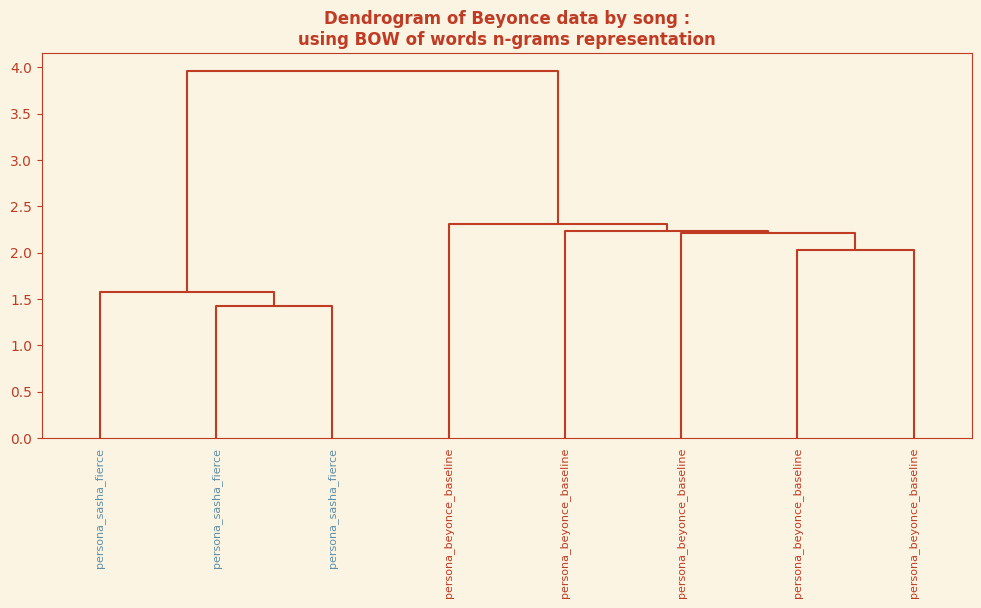 Dendrogram of Beyonce data by song :
using BOW of words n-grams representation
4.0
3.5
3.0
2.5
2.0
1.5
1.0
0.5
0.0
persona_sasha_fierce
persona_sasha_fierce
persona_sasha_fierce
persona_beyonce_baseline
persona_beyonce_baseline
persona_beyonce_baseline
persona_beyonce_baseline
persona_beyonce_baseline